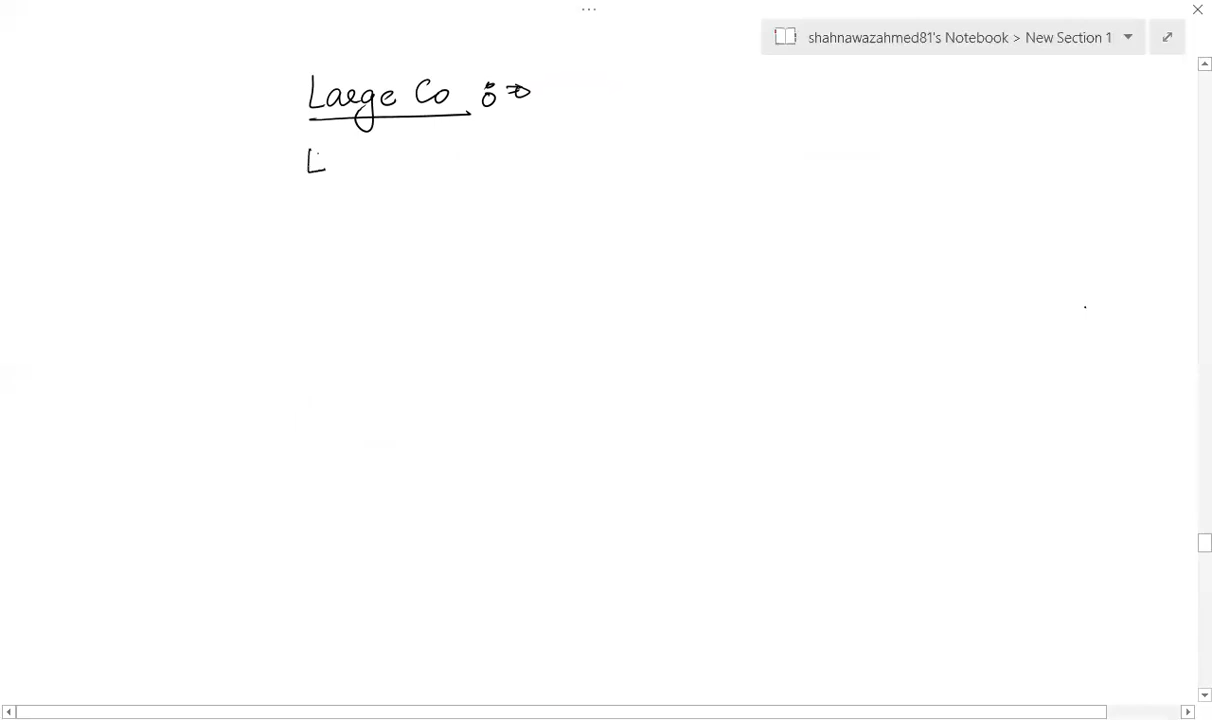 shahnawazahmed81's Notebook > New Section 1
Large Co :⇒
L